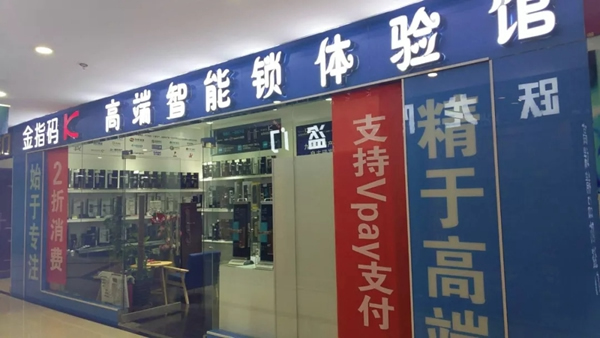 金指码 K 高端智能锁体验馆
始于专注
2折消费
支持Vpay支付
精于高端